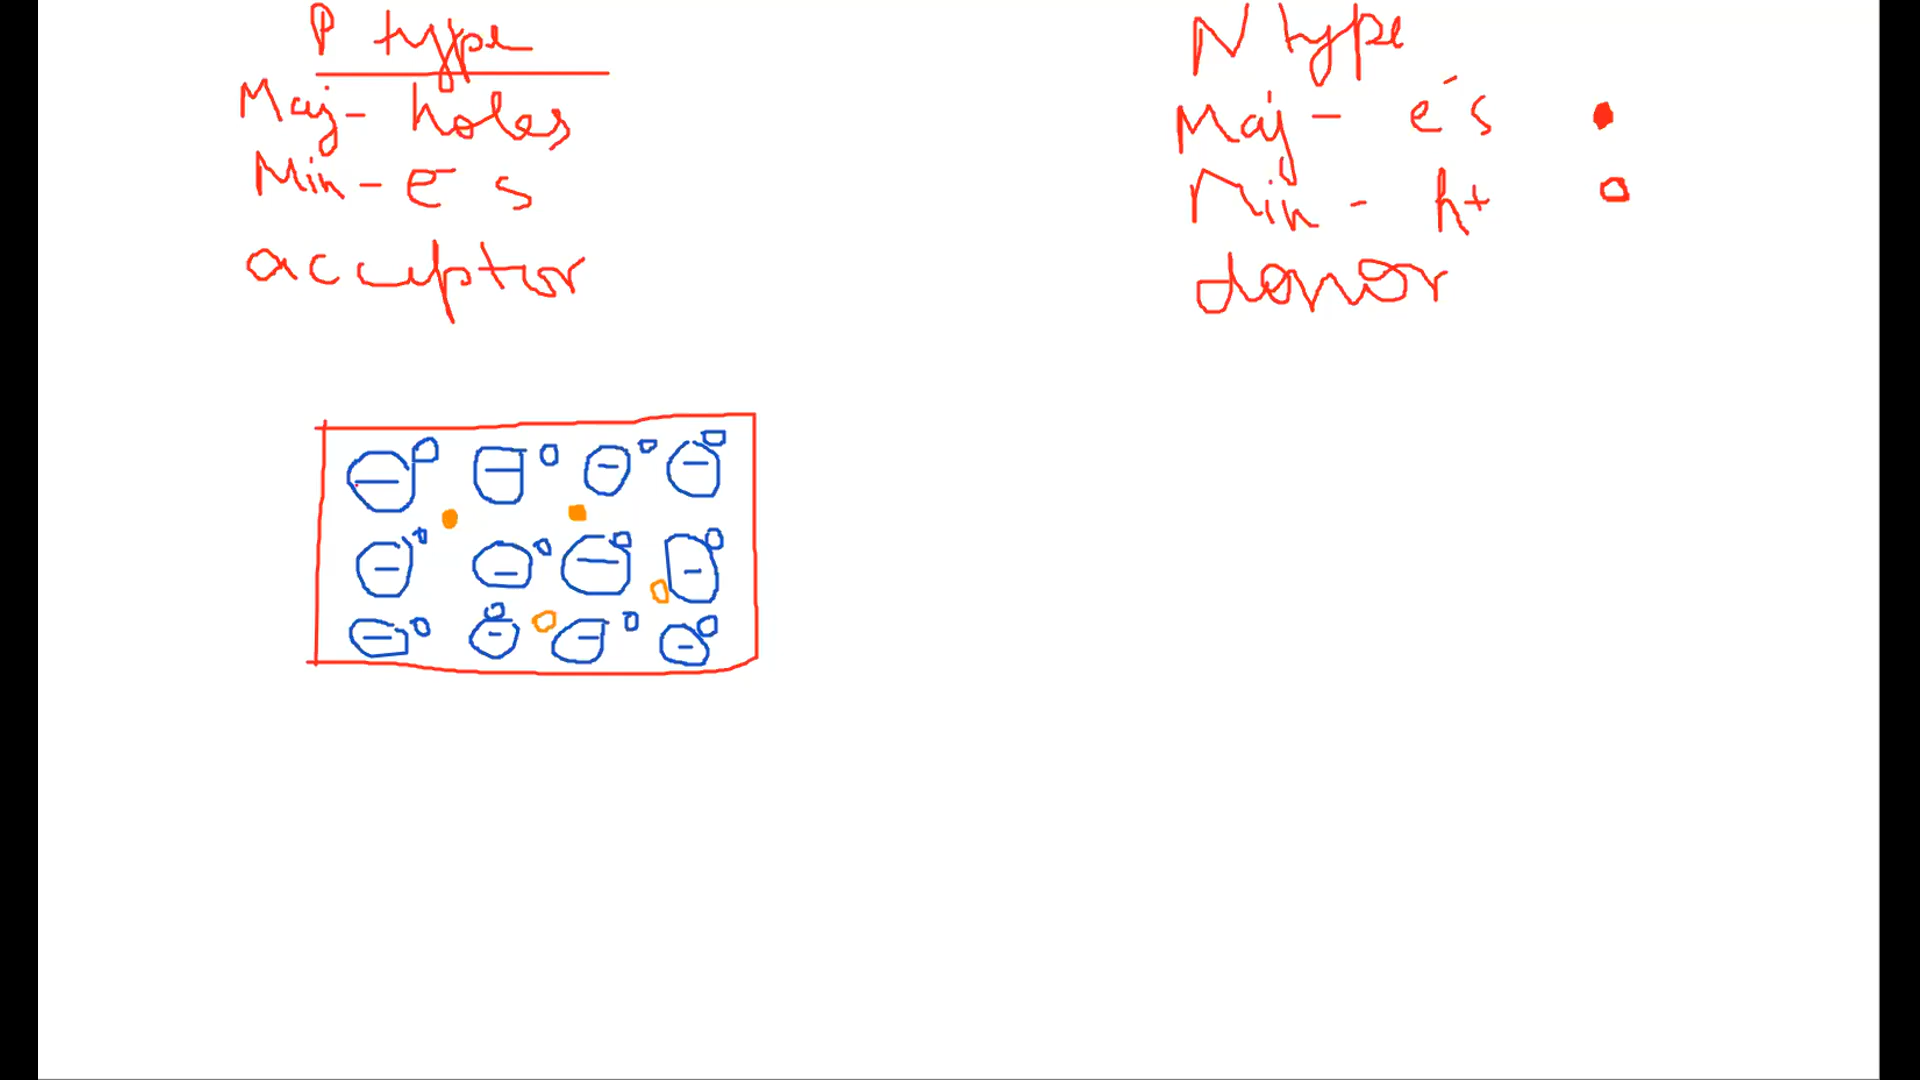 P type
Maj - holes
Min - e⁻ s
acceptor
N type
Maj - e⁻s
Min - h+
donor